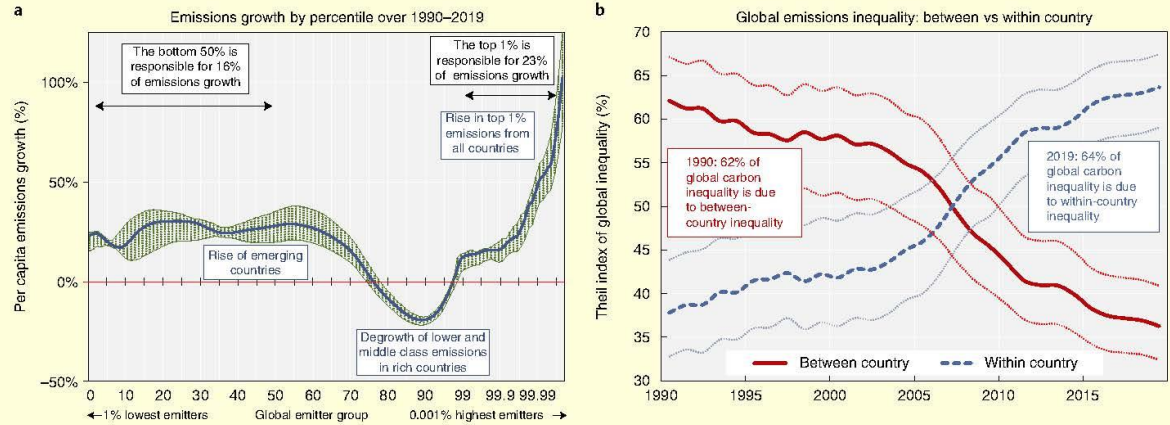 a
Emissions growth by percentile over 1990–2019
Per capita emissions growth (%)
100%
50%
0%
–50%
The bottom 50% is
responsible for 16%
of emissions growth
The top 1% is
responsible for 23%
of emissions growth
Rise in top 1%
emissions from
all countries
Rise of emerging
countries
Degrowth of lower and
middle class emissions
in rich countries
0 10 20 30 40 50 60 70 80 99 99.9 99.99
1% lowest emitters
Global emitter group
0.001% highest emitters
b
Global emissions inequality: between vs within country
Theil index of global inequality (%)
70
65
60
55
50
45
40
35
30
1990: 62% of
global carbon
inequality is due
to between-
country inequality
2019: 64% of
global carbon
inequality is due
to within-country
inequality
Between country
Within country
1990 1995 2000 2005 2010 2015